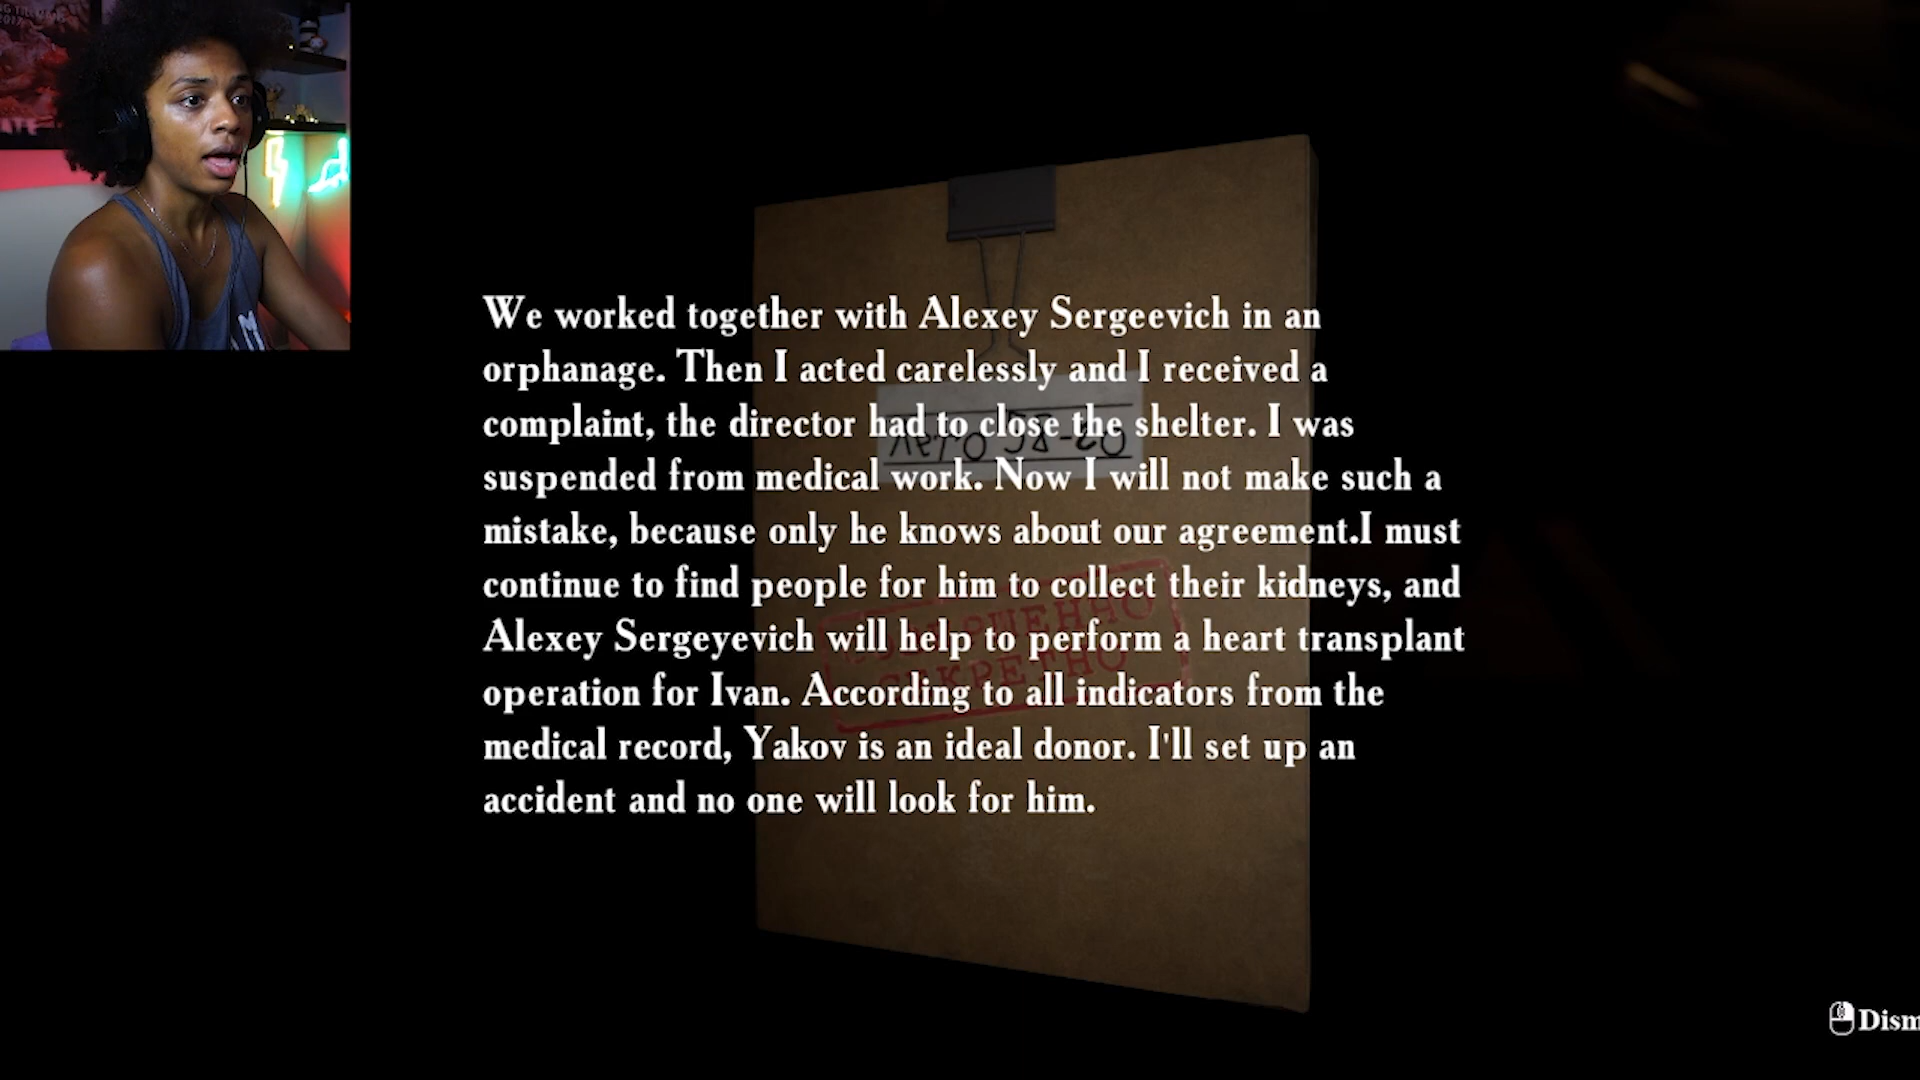 We worked together with Alexey Sergeevich in an
orphanage. Then I acted carelessly and I received a
complaint, the director had to close the shelter. I was
suspended from medical work. Now I will not make such a
mistake, because only he knows about our agreement.I must
continue to find people for him to collect their kidneys, and
Alexey Sergeyevich will help to perform a heart transplant
operation for Ivan. According to all indicators from the
medical record, Yakov is an ideal donor. I'll set up an
accident and no one will look for him.
СЕКРЕТНО
Dism